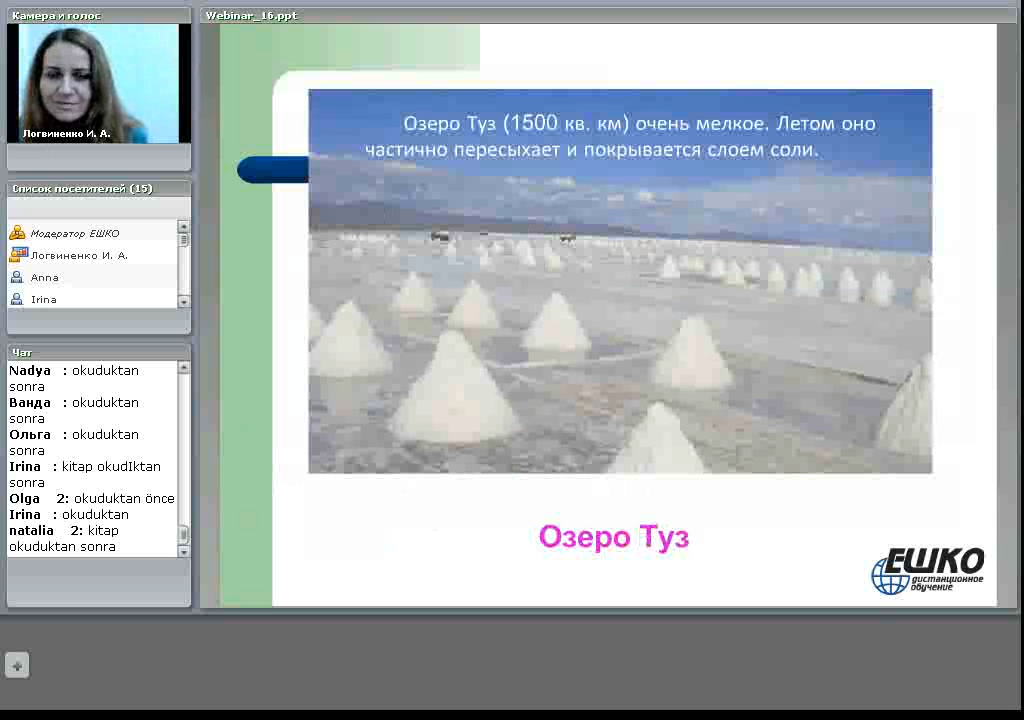 Камера и голос
Логвиненко И. А.
Список посетителей (15)
Модератор ЕШКО
Логвиненко И. А.
Anna
Irina
Чат
Nadya : okuduktan
sonra
Ванда : okuduktan
sonra
Ольга : okuduktan
sonra
Irina : kitap okudIktan
sonra
Olga 2: okuduktan önce
Irina : okuduktan
natalia 2: kitap
okuduktan sonra
Webinar_16.ppt
Озеро Туз (1500 кв. км) очень мелкое. Летом оно
частично пересыхает и покрывается слоем соли.
Озеро Туз
ЕШКО
дистанционное
обучение